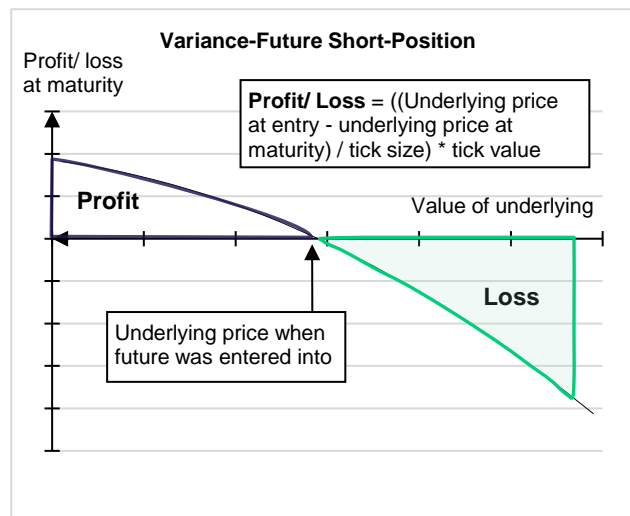 Variance-Future Short-Position
Profit/ loss
at maturity
Profit/ Loss = ((Underlying price
at entry - underlying price at
maturity) / tick size) * tick value
Profit
Value of underlying
Loss
Underlying price when
future was entered into